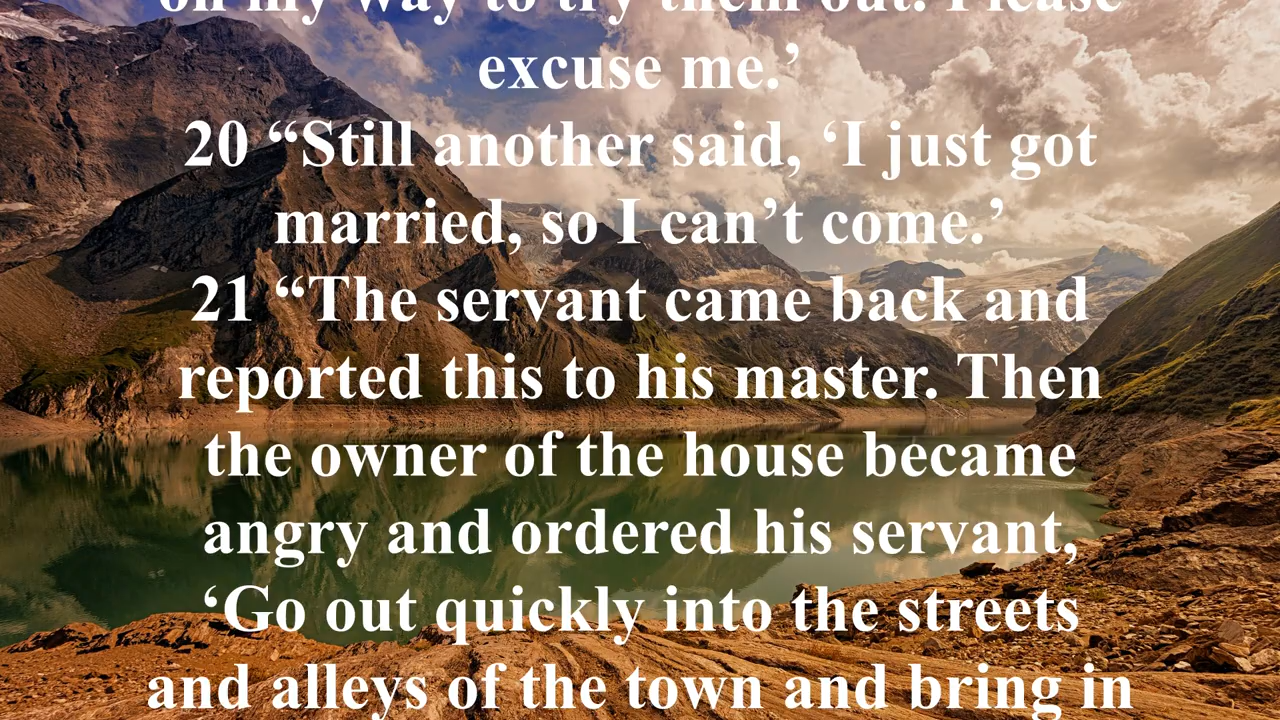 on my way to try them out. Please
excuse me.’
20 “Still another said, ‘I just got
married, so I can’t come.’
21 “The servant came back and
reported this to his master. Then
the owner of the house became
angry and ordered his servant,
‘Go out quickly into the streets
and alleys of the town and bring in